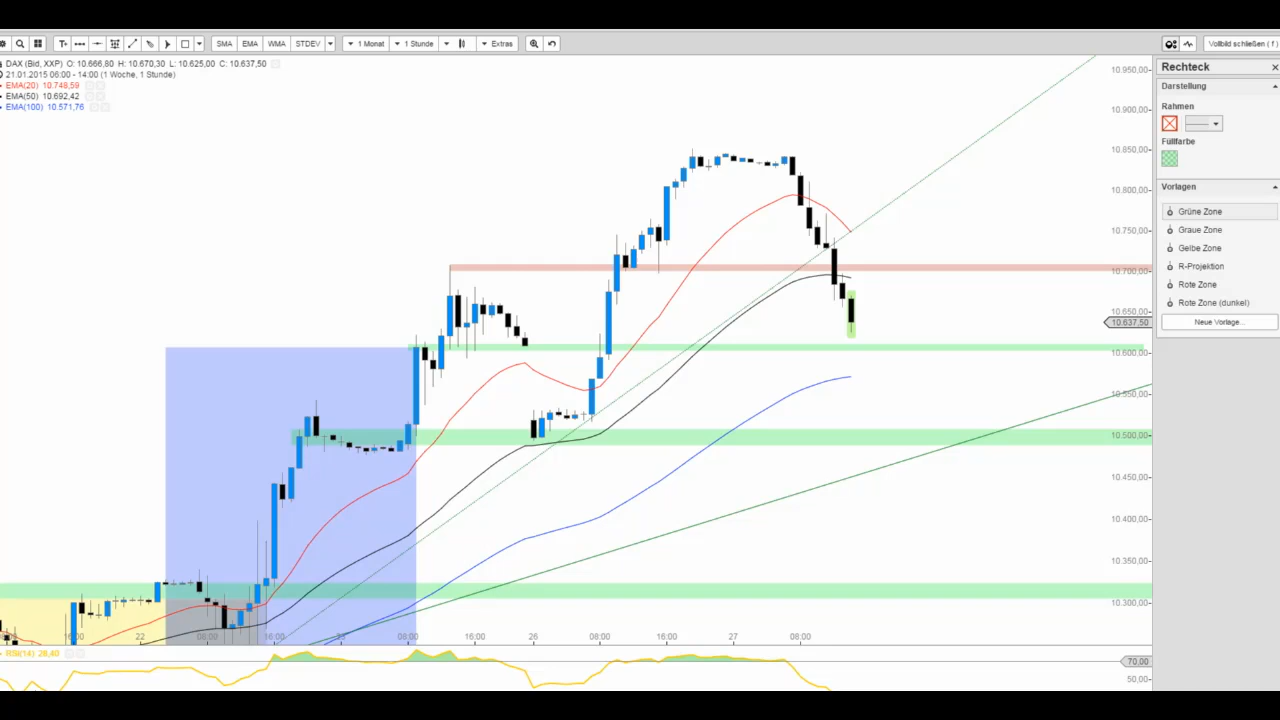 T+ SMA EMA WMA STDEV 1 Monat 1 Stunde Extras Vollbild schließen ( f )
DAX (Bid, XXP) O: 10.666,80 H: 10.670,30 L: 10.625,00 C: 10.637,50
21.01.2015 06:00 - 14:00 (1 Woche, 1 Stunde)
EMA(20) 10.748,59
EMA(50) 10.692,42
EMA(100) 10.571,76
10.950,00
10.900,00
10.850,00
10.800,00
10.750,00
10.700,00
10.650,00
10.637,50
10.600,00
10.550,00
10.500,00
10.450,00
10.400,00
10.350,00
10.300,00
16:00 22 08:00 16:00 08:00 16:00 26 08:00 16:00 27 08:00
RSI(14) 28,40
70,00
50,00
Rechteck
Darstellung
Rahmen
Füllfarbe
Vorlagen
Grüne Zone
Graue Zone
Gelbe Zone
R-Projektion
Rote Zone
Rote Zone (dunkel)
Neue Vorlage...